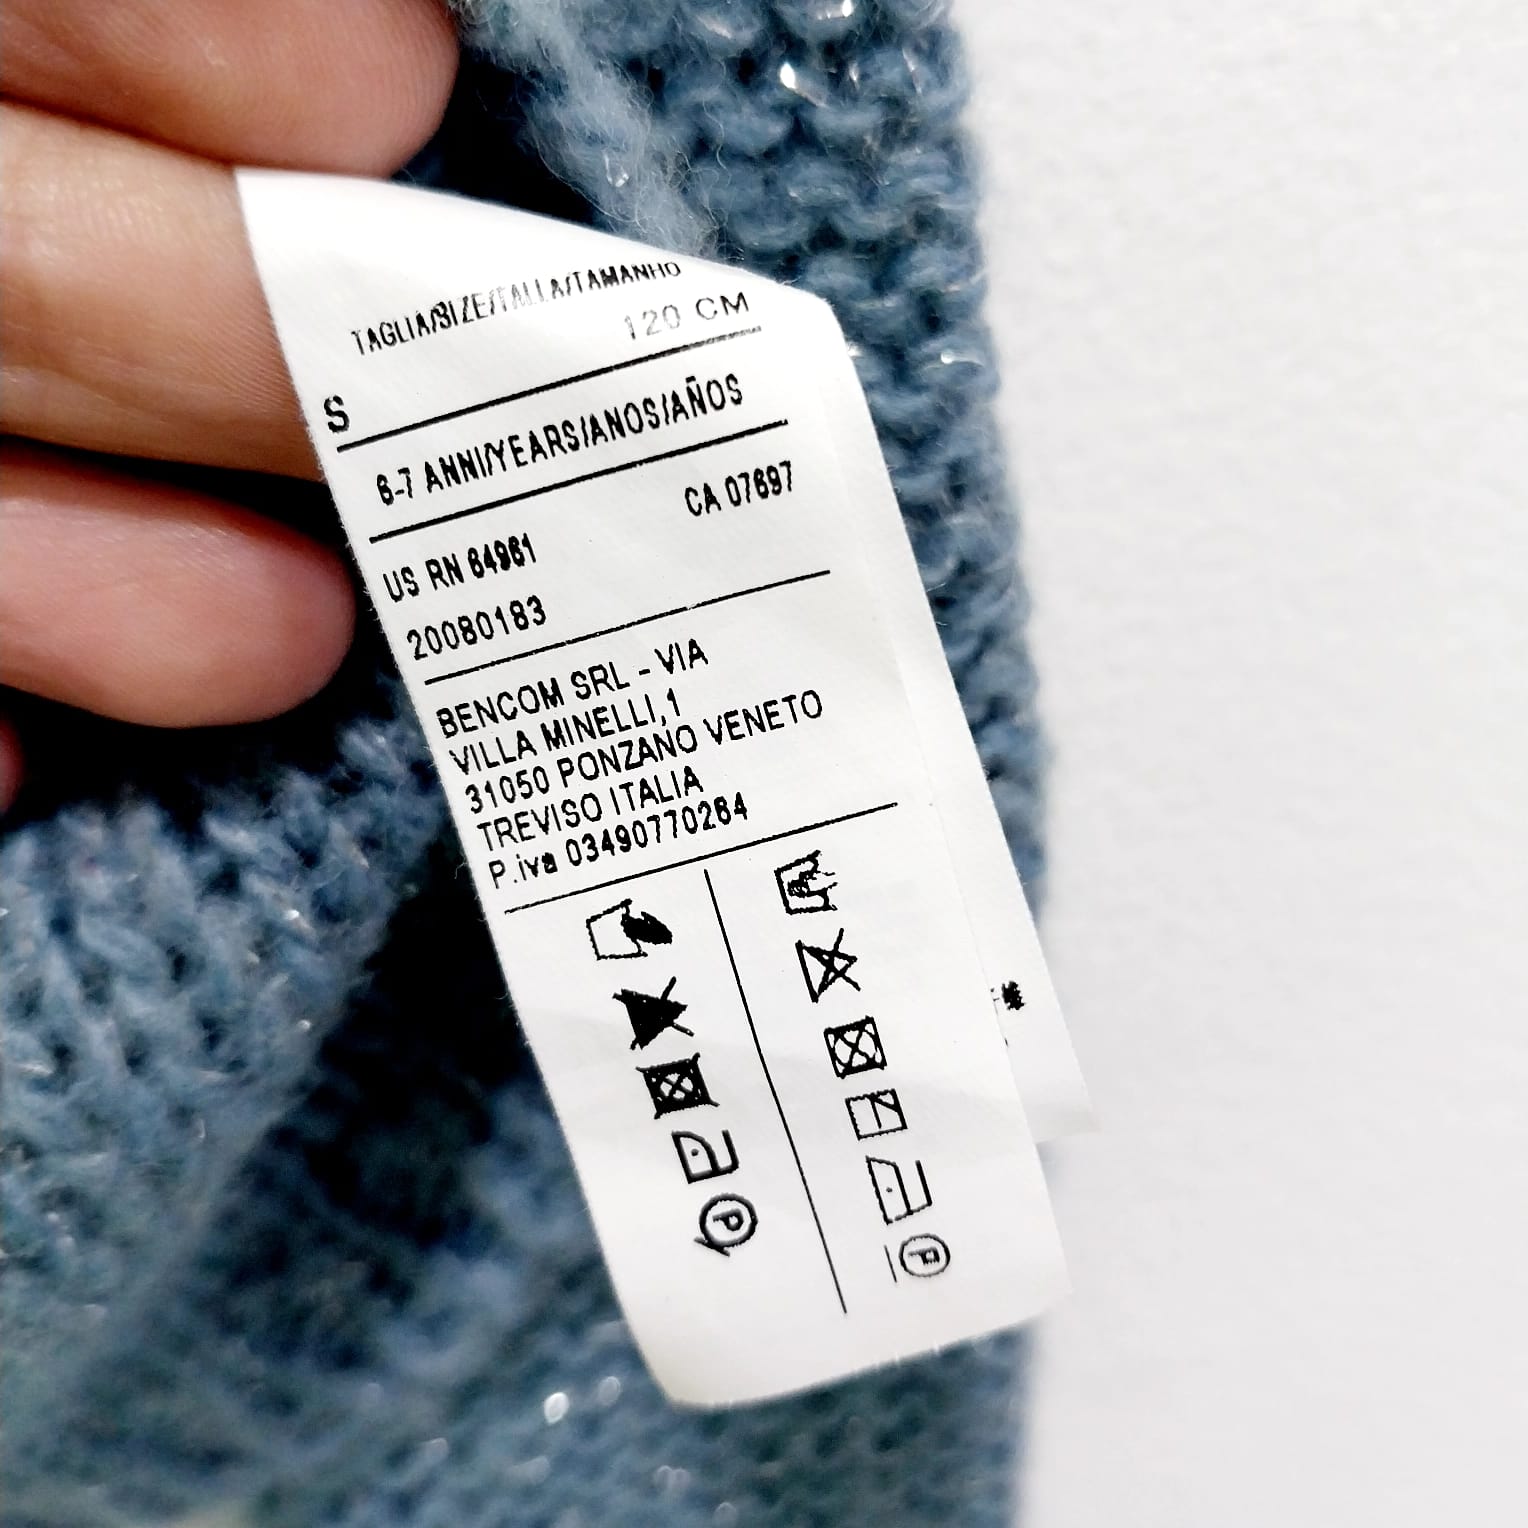 TAGLIA/SIZE/TALLA/TAMANHO
120 CM
S
6-7 ANNI/YEARS/ANOS/AÑOS
CA 07697
US RN 64961
20080183
BENCOM SRL - VIA
VILLA MINELLI,1
31050 PONZANO VENETO
TREVISO ITALIA
P.iva 03490770264
P
P